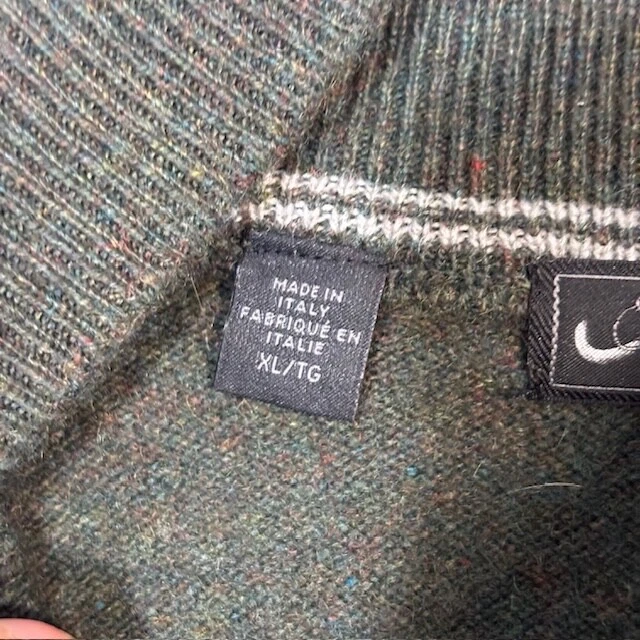 MADE IN
ITALY
FABRIQUÉ EN
ITALIE
XL/TG